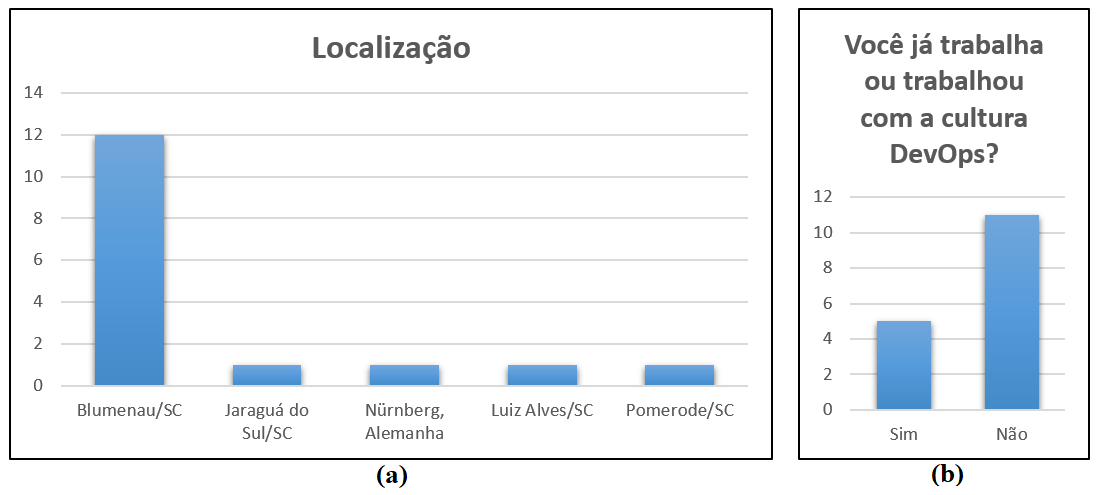 Localização
14
12
10
8
6
4
2
0
Blumenau/SC
Jaraguá do
Sul/SC
Nürnberg,
Alemanha
Luiz Alves/SC
Pomerode/SC
(a)
Você já trabalha
ou trabalhou
com a cultura
DevOps?
12
10
8
6
4
2
0
Sim
Não
(b)